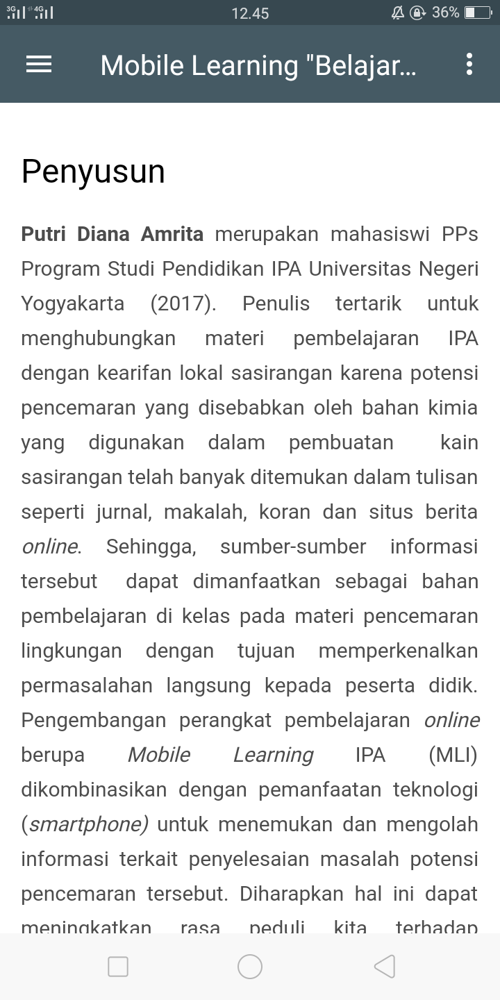 3G 4G 12.45 36%
Mobile Learning "Belajar...
Penyusun
Putri Diana Amrita merupakan mahasiswi PPs
Program Studi Pendidikan IPA Universitas Negeri
Yogyakarta (2017). Penulis tertarik untuk
menghubungkan materi pembelajaran IPA
dengan kearifan lokal sasirangan karena potensi
pencemaran yang disebabkan oleh bahan kimia
yang digunakan dalam pembuatan kain
sasirangan telah banyak ditemukan dalam tulisan
seperti jurnal, makalah, koran dan situs berita
online. Sehingga, sumber-sumber informasi
tersebut dapat dimanfaatkan sebagai bahan
pembelajaran di kelas pada materi pencemaran
lingkungan dengan tujuan memperkenalkan
permasalahan langsung kepada peserta didik.
Pengembangan perangkat pembelajaran online
berupa Mobile Learning IPA (MLI)
dikombinasikan dengan pemanfaatan teknologi
(smartphone) untuk menemukan dan mengolah
informasi terkait penyelesaian masalah potensi
pencemaran tersebut. Diharapkan hal ini dapat
meningkatkan rasa peduli kita terhadap